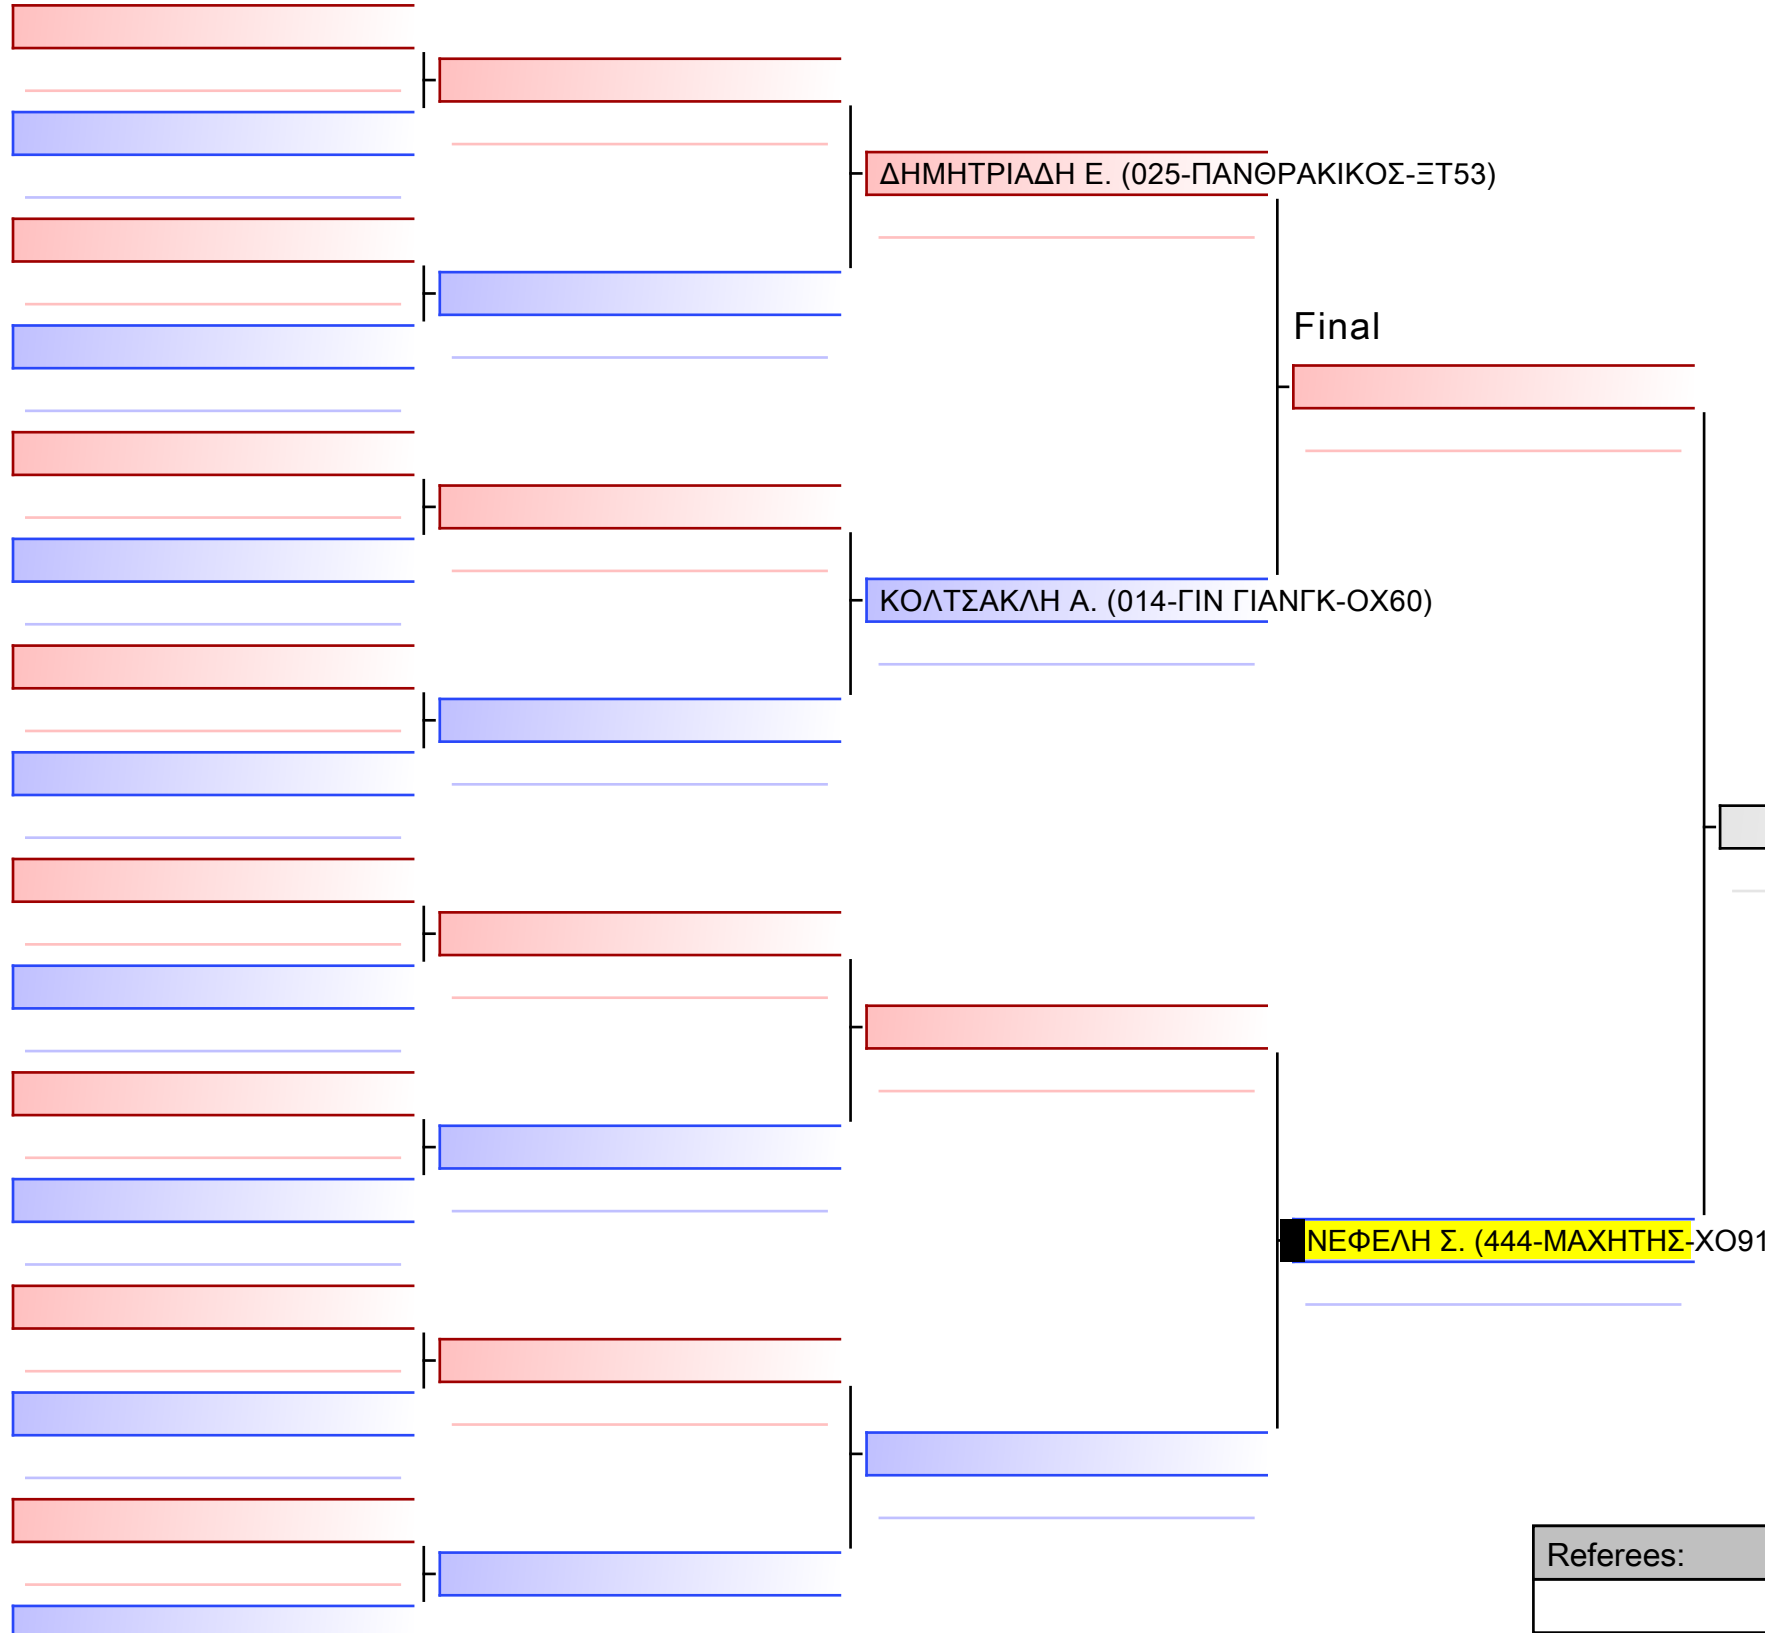 ΔΗΜΗΤΡΙΑΔΗ Ε. (025-ΠΑΝΘΡΑΚΙΚΟΣ-ΞΤ53)
Final
ΚΟΛΤΣΑΚΛΗ Α. (014-ΓΙΝ ΓΙΑΝΓΚ-ΟΧ60)
ΝΕΦΕΛΗ Σ. (444-ΜΑΧΗΤΗΣ-ΧΟ91
Referees: